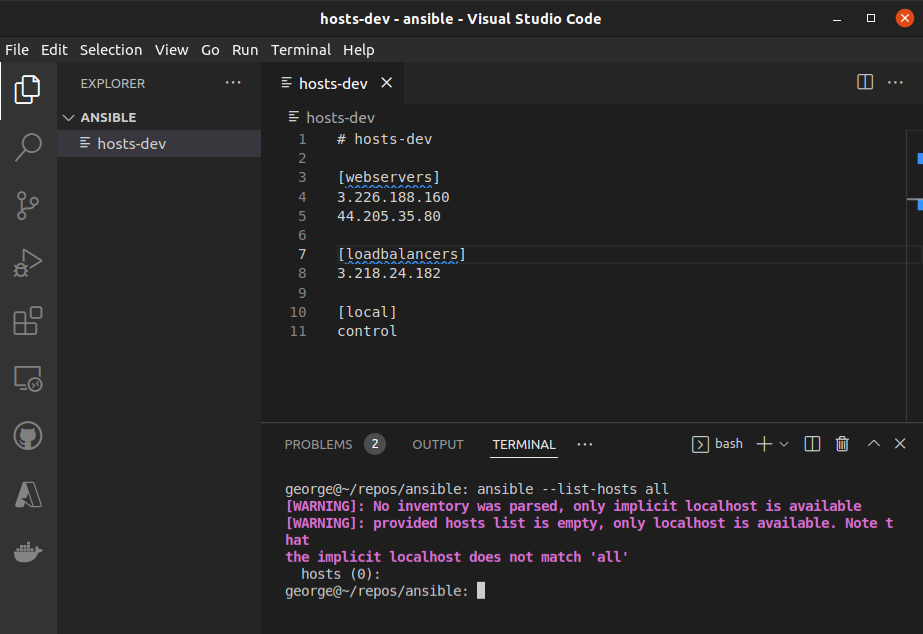 hosts-dev - ansible - Visual Studio Code
File Edit Selection View Go Run Terminal Help
EXPLORER
hosts-dev
ANSIBLE
hosts-dev
hosts-dev
1 # hosts-dev
2
3 [webservers]
4 3.226.188.160
5 44.205.35.80
6
7 [loadbalancers]
8 3.218.24.182
9
10 [local]
11 control
PROBLEMS 2 OUTPUT TERMINAL bash
george@~/repos/ansible: ansible --list-hosts all
[WARNING]: No inventory was parsed, only implicit localhost is available
[WARNING]: provided hosts list is empty, only localhost is available. Note t
hat
the implicit localhost does not match 'all'
hosts (0):
george@~/repos/ansible: